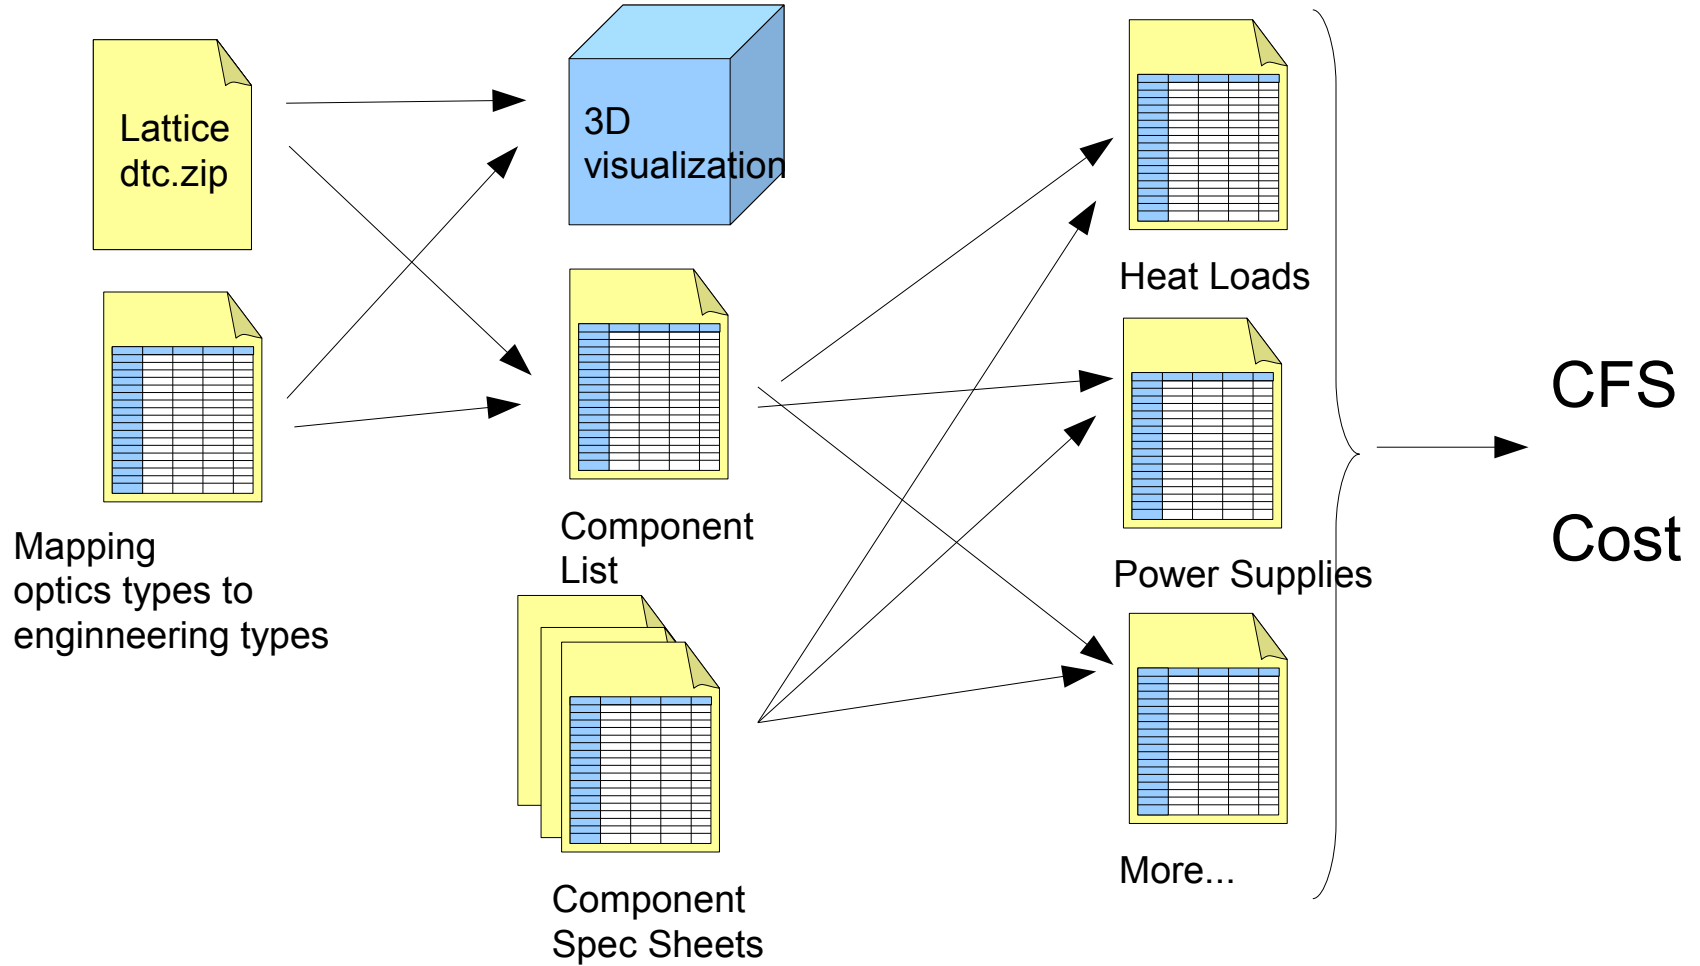 Lattice
dtc.zip
3D
visualization
Heat Loads
Mapping
optics types to
enginneering types
Component
List
Power Supplies
CFS
Cost
Component
Spec Sheets
More...